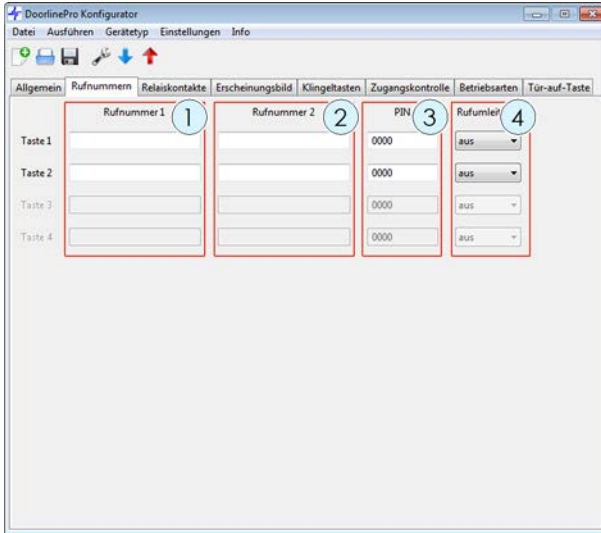 DoorlinePro Konfigurator
Datei Ausführen Gerätetyp Einstellungen Info
Allgemein Rufnummern Relaiskontakte Erscheinungsbild Klingeltasten Zugangskontrolle Betriebsarten Tür-auf-Taste
Rufnummer 1 1 Rufnummer 2 2 PIN 3 4
Taste 1 0000 aus
Taste 2 0000 aus
Taste 3 0000 aus
Taste 4 0000 aus